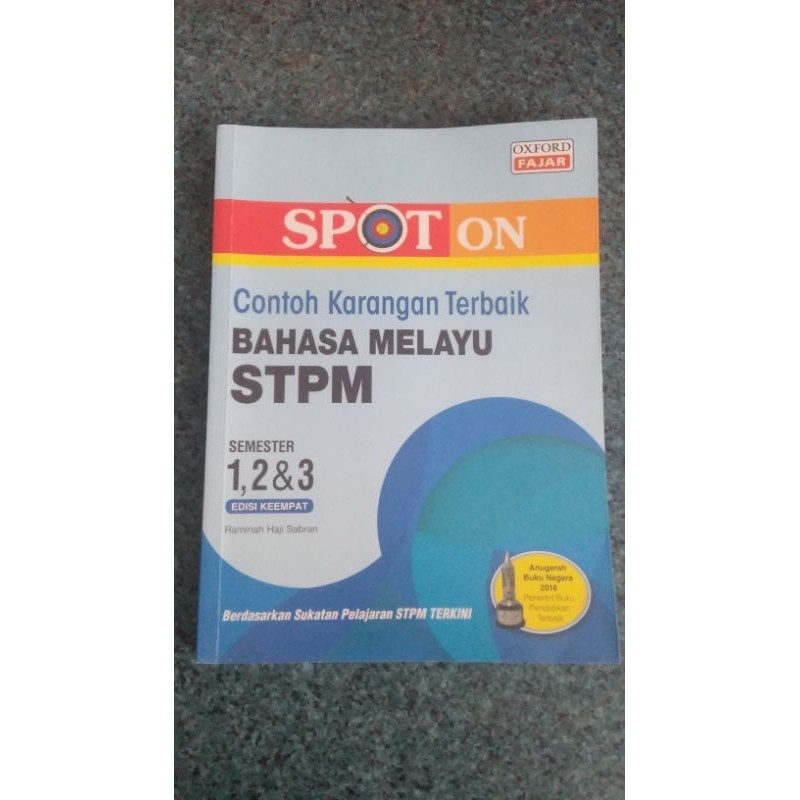 OXFORD
FAJAR
SPOT ON
Contoh Karangan Terbaik
BAHASA MELAYU
STPM
SEMESTER
1, 2 & 3
EDISI KEEMPAT
Raminah Haji Sabran
Anugerah
Buku Negara
2018
Penerbit Buku
Pendidikan
Terbaik
Berdasarkan Sukatan Pelajaran STPM TERKINI